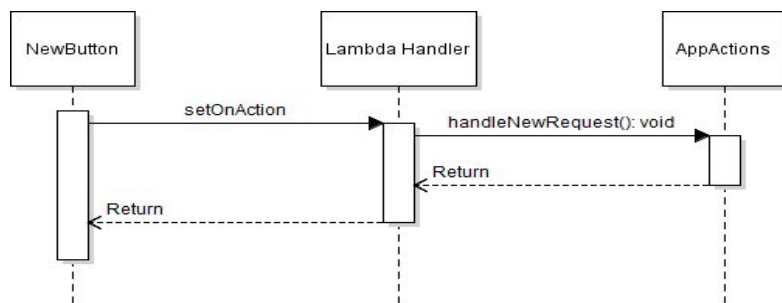 NewButton
Lambda Handler
AppActions
setOnAction
handleNewRequest(): void
Return
Return